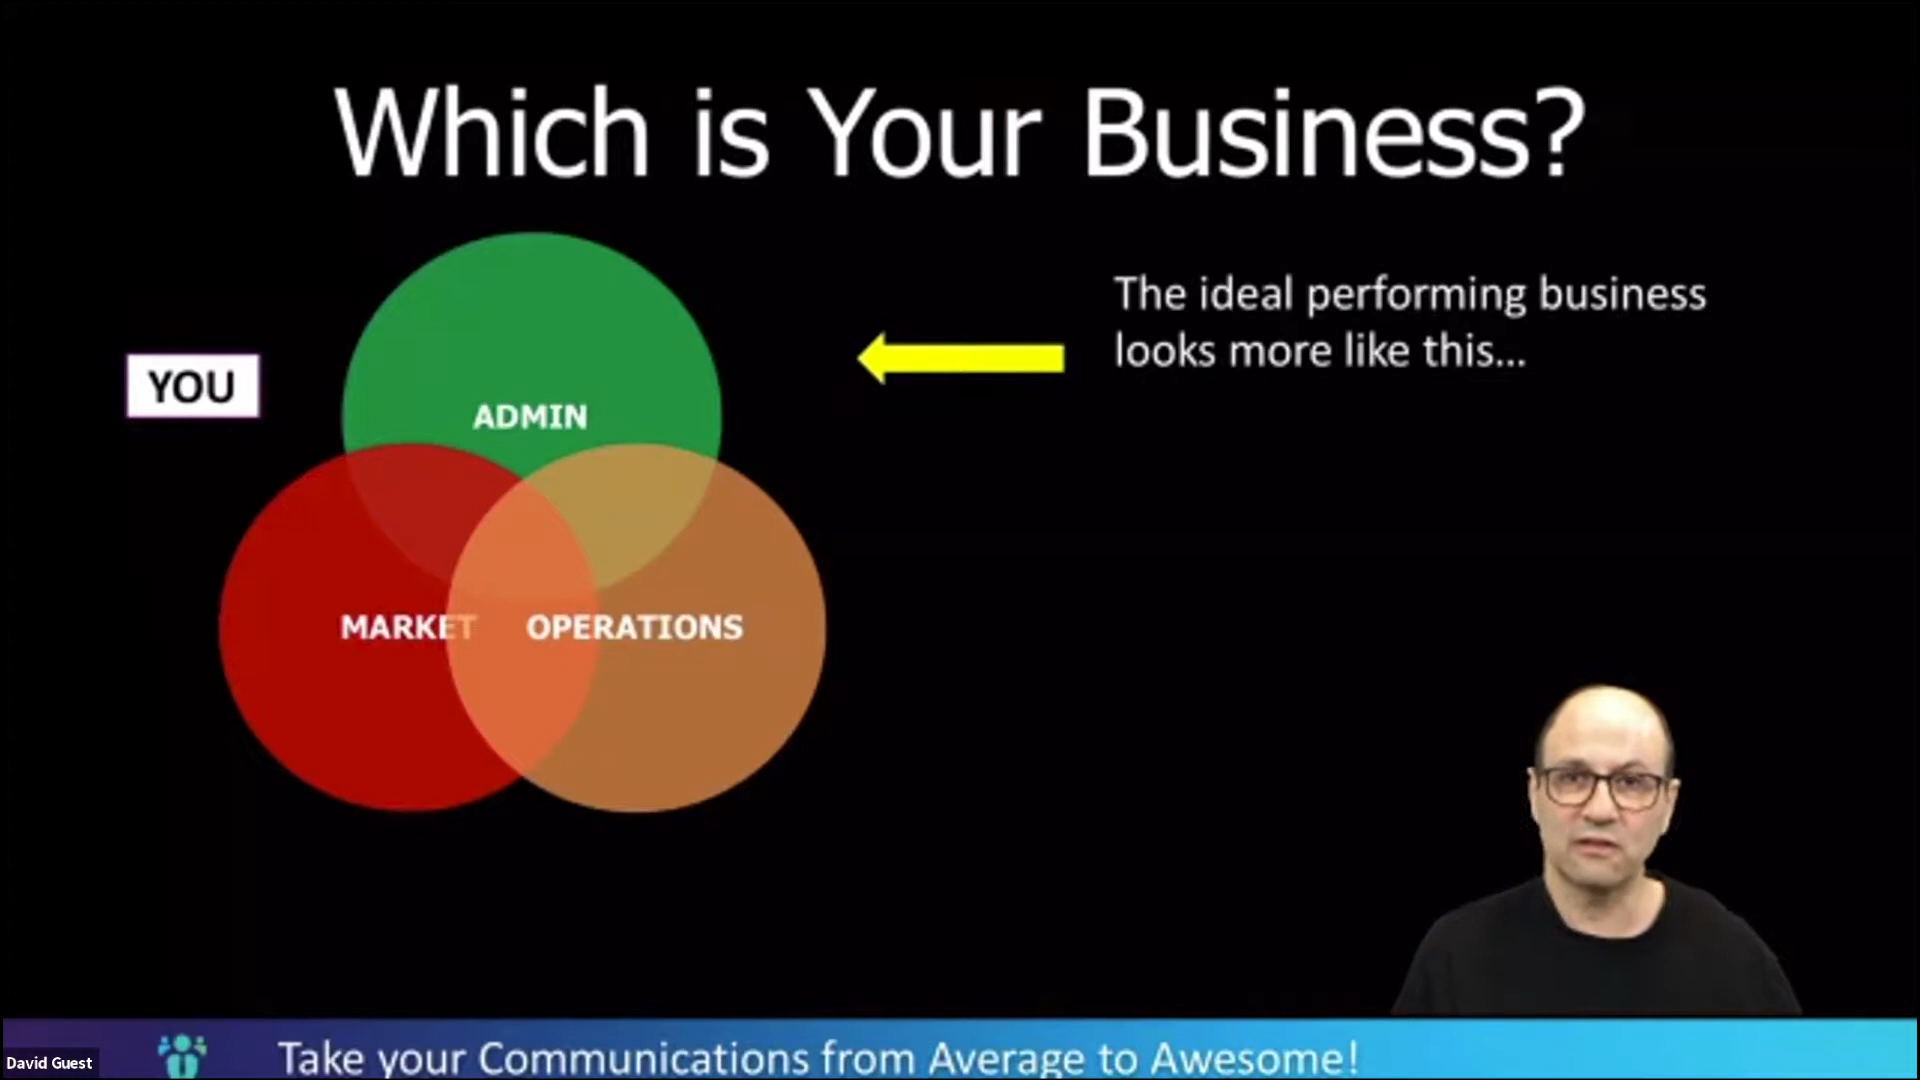 Which is Your Business?
The ideal performing business
looks more like this...
YOU
ADMIN
MARKET
OPERATIONS
Take your Communications from Average to Awesome!
David Guest